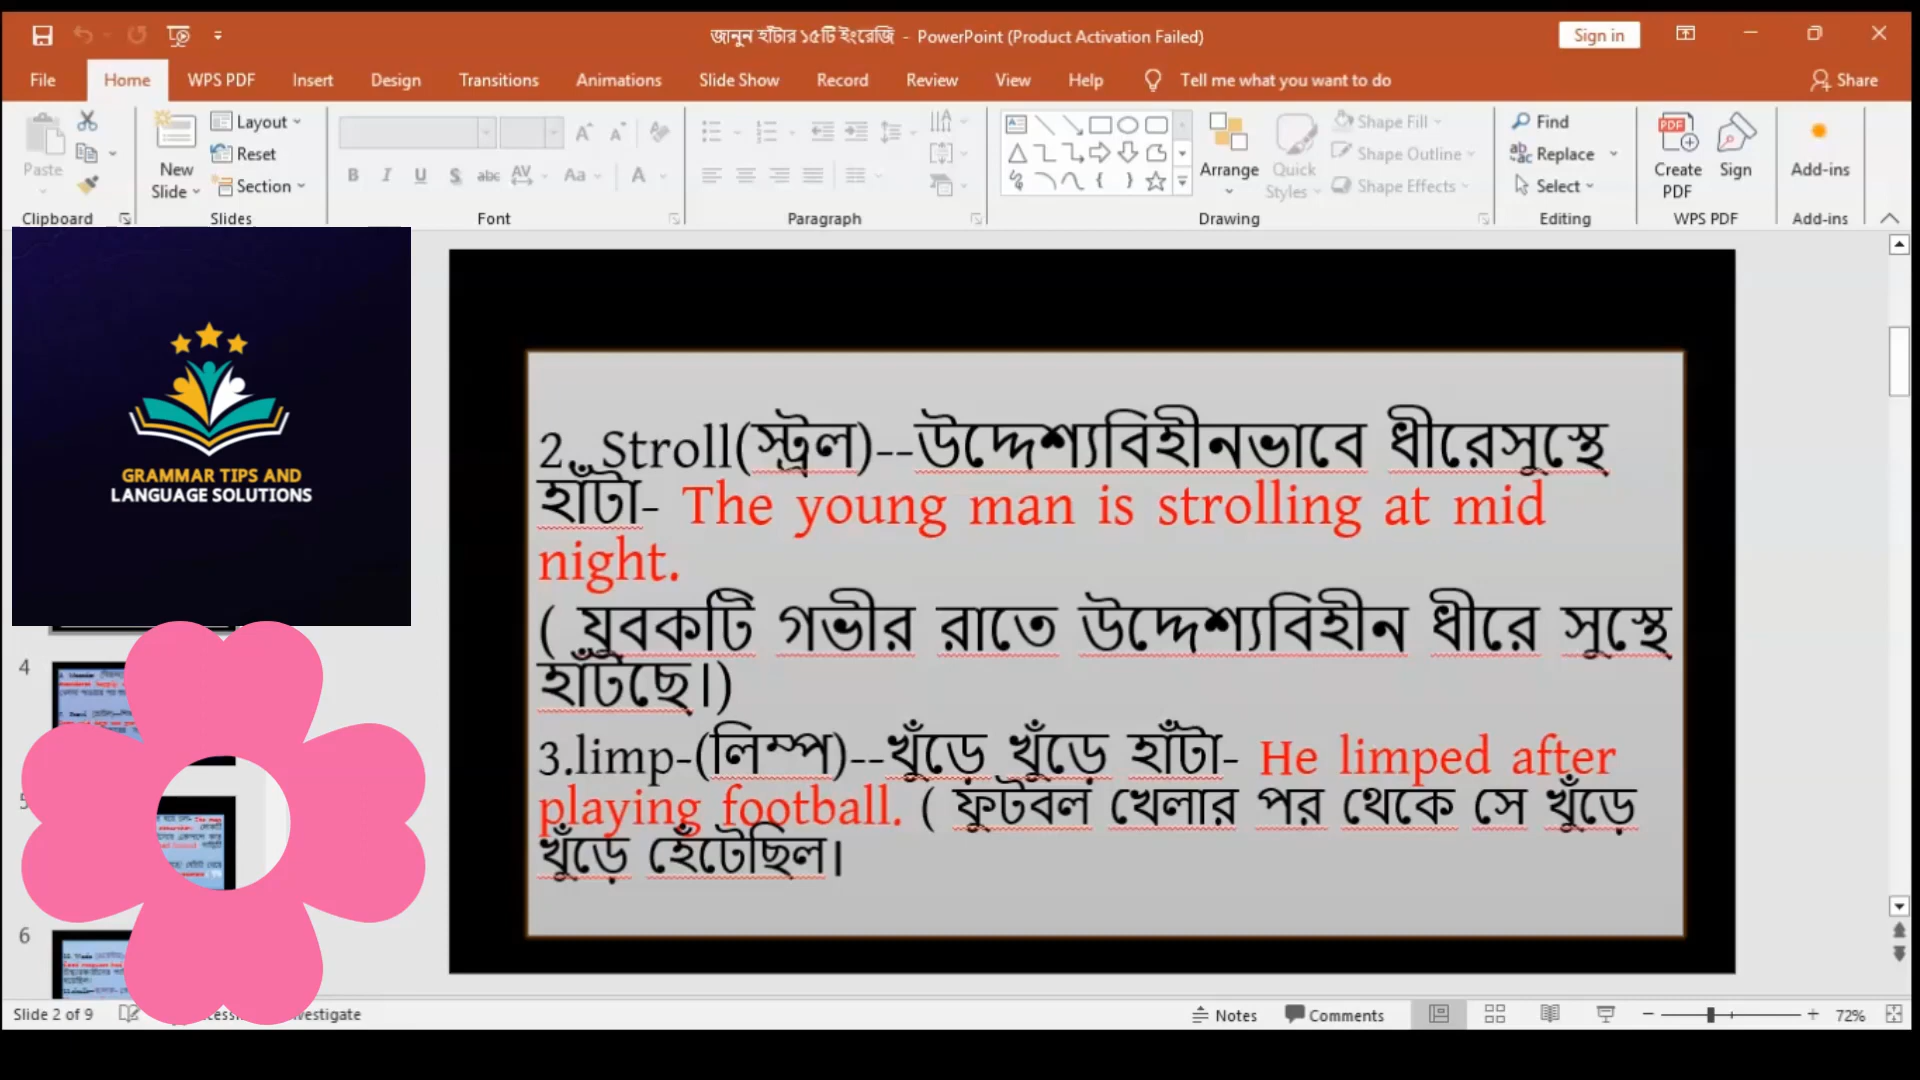 জানুন হাঁটার ১৫টি ইংরেজি - PowerPoint (Product Activation Failed)
Sign in
File Home WPS PDF Insert Design Transitions Animations Slide Show Record Review View Help Tell me what you want to do Share
Paste
New Slide
Layout
Reset
Section
B I U S abc AV Aa A
Arrange
Quick Styles
Shape Fill
Shape Outline
Shape Effects
Find
Replace
Select
Create PDF
Sign
Add-ins
Clipboard Slides Font Paragraph Drawing Editing WPS PDF Add-ins
GRAMMAR TIPS AND
LANGUAGE SOLUTIONS
4
5
6
2. Stroll(স্ট্রল)--উদ্দেশ্যবিহীনভাবে ধীরেসুস্থে
হাঁটা- The young man is strolling at mid
night.
( যুবকটি গভীর রাতে উদ্দেশ্যবিহীন ধীরে সুস্থে
হাঁটছে।)
3.limp-(লিম্প)--খুঁড়ে খুঁড়ে হাঁটা- He limped after
playing football. ( ফুটবল খেলার পর থেকে সে খুঁড়ে
খুঁড়ে হেঁটেছিল।
Slide 2 of 9
Notes Comments 72%